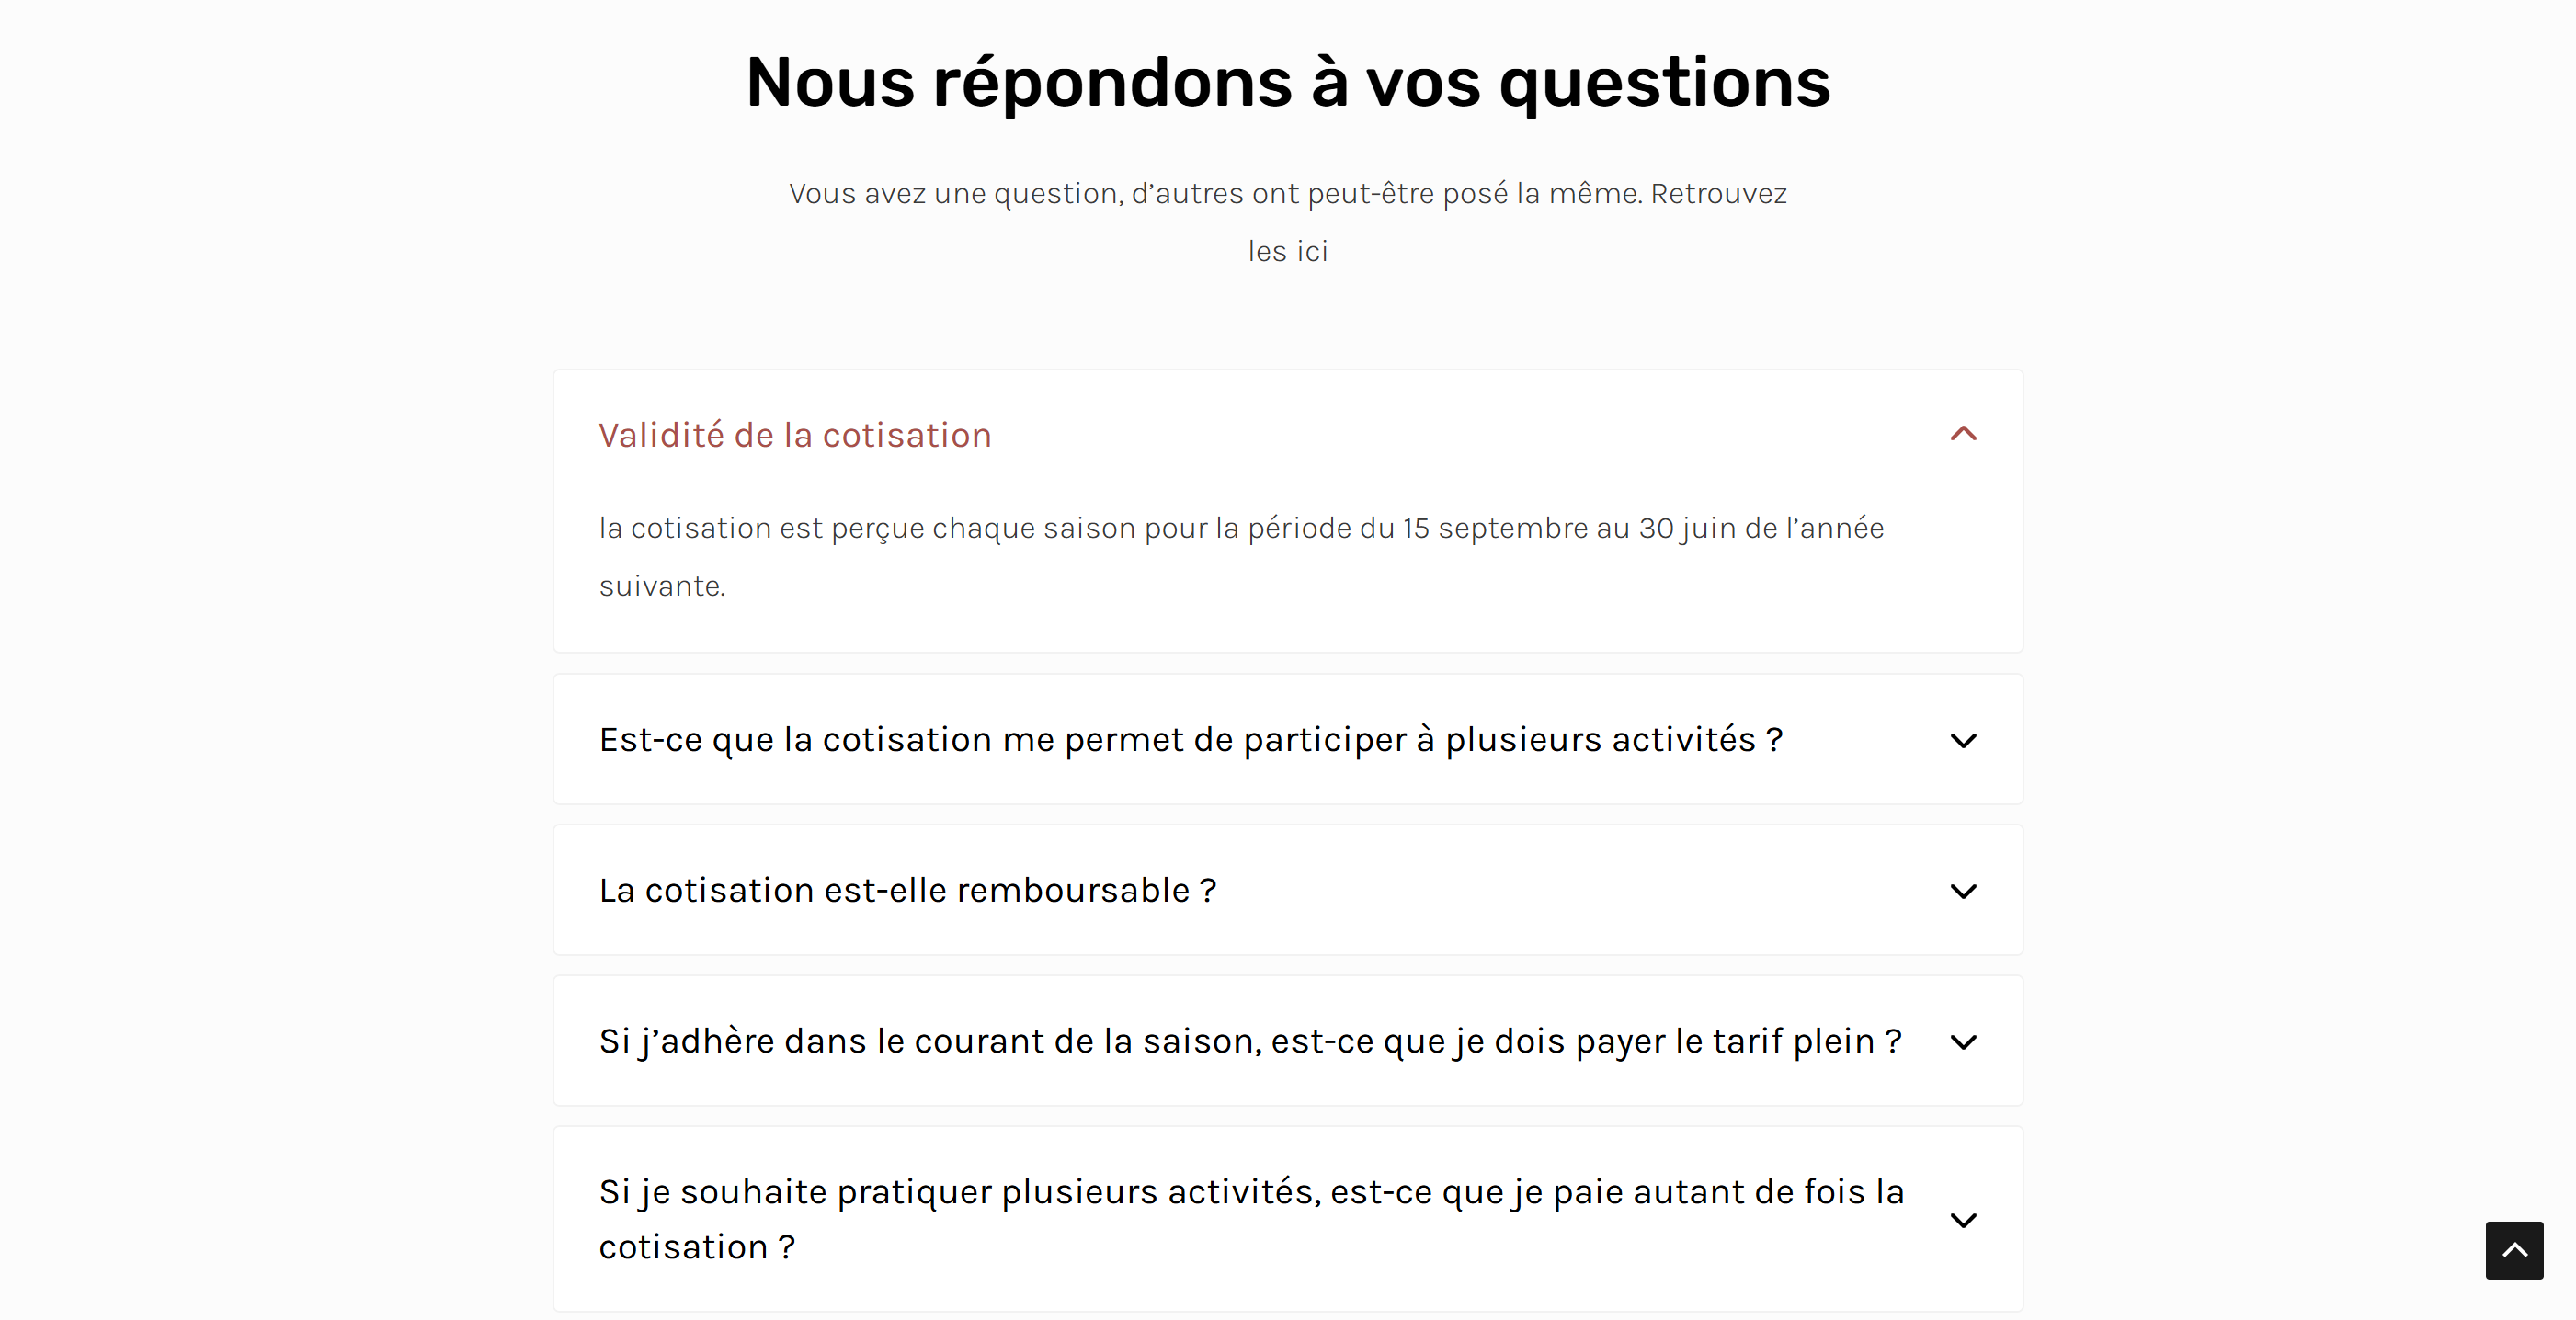 Nous répondons à vos questions
Vous avez une question, d’autres ont peut-être posé la même. Retrouvez
les ici
Validité de la cotisation
la cotisation est perçue chaque saison pour la période du 15 septembre au 30 juin de l’année
suivante.
Est-ce que la cotisation me permet de participer à plusieurs activités ?
La cotisation est-elle remboursable ?
Si j’adhère dans le courant de la saison, est-ce que je dois payer le tarif plein ?
Si je souhaite pratiquer plusieurs activités, est-ce que je paie autant de fois la
cotisation ?